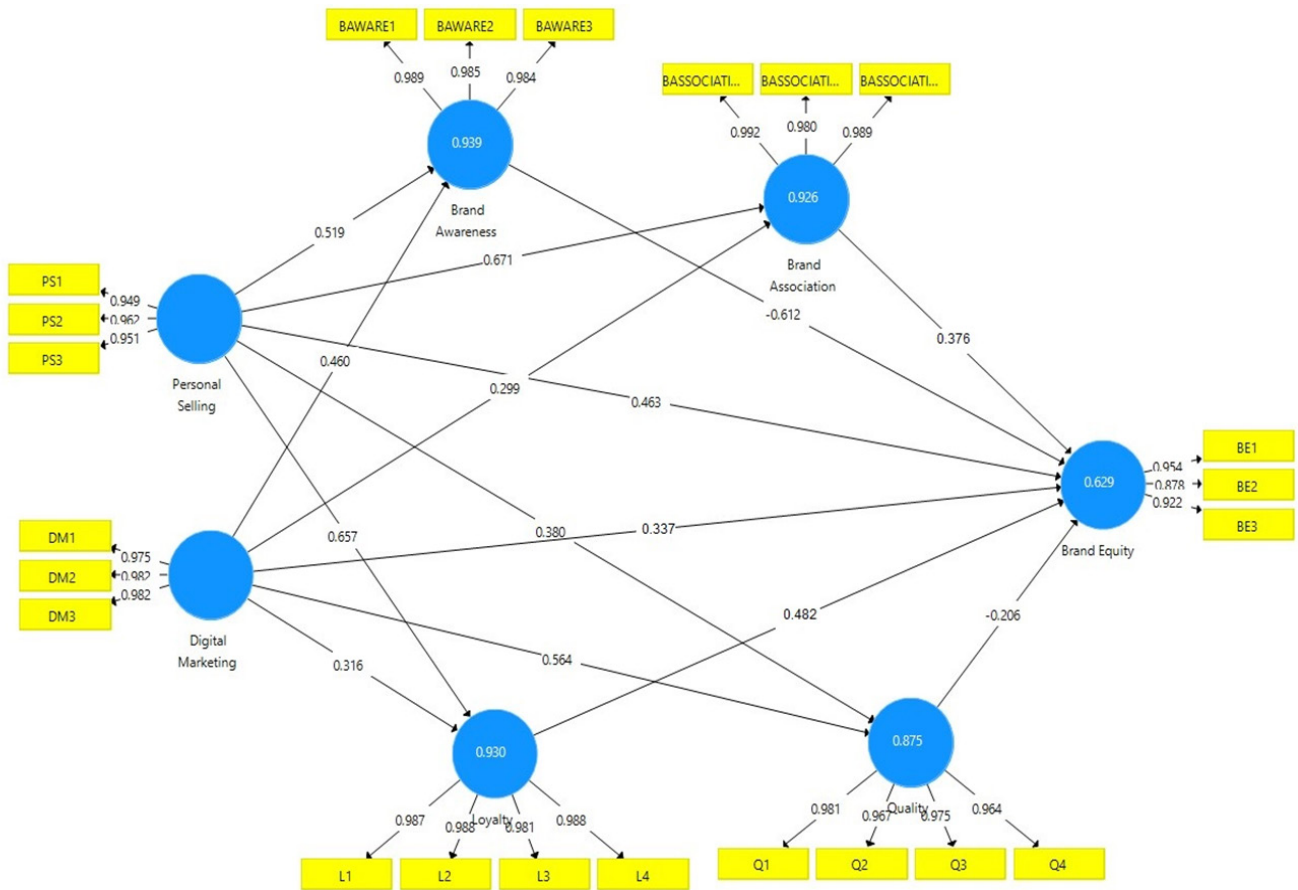 BAWARE1
BAWARE2
BAWARE3
0.989
0.985
0.984
0.939
Brand
Awareness
BASSOCIATI...
BASSOCIATI...
BASSOCIATI...
0.992
0.980
0.989
0.926
Brand
Association
PS1
PS2
PS3
0.949
0.962
0.951
Personal
Selling
0.519
0.671
0.460
0.299
-0.612
0.376
0.463
0.657
0.380
0.337
DM1
DM2
DM3
0.975
0.982
0.982
Digital
Marketing
0.316
0.564
0.482
-0.206
0.629
Brand Equity
0.954
0.878
0.922
BE1
BE2
BE3
0.930
Loyalty
0.987
0.988
0.981
0.988
L1
L2
L3
L4
0.875
Quality
0.981
0.967
0.975
0.964
Q1
Q2
Q3
Q4